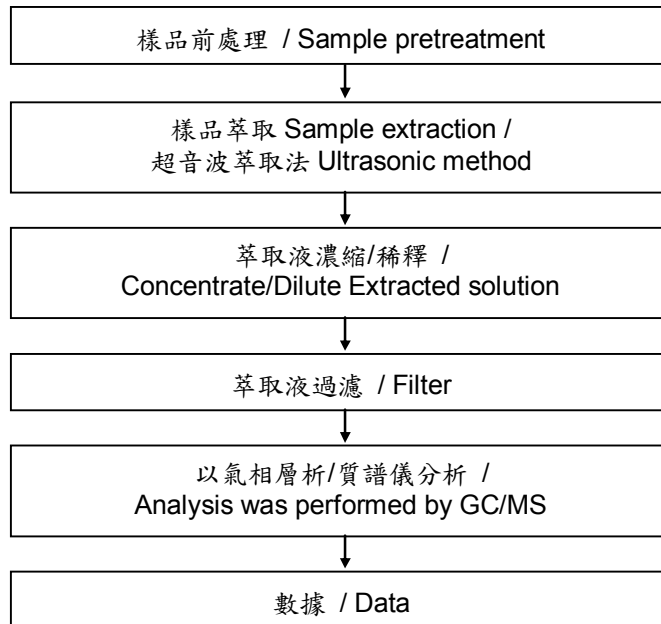 樣品前處理 / Sample pretreatment
樣品萃取 Sample extraction /
超音波萃取法 Ultrasonic method
萃取液濃縮/稀釋 /
Concentrate/Dilute Extracted solution
萃取液過濾 / Filter
以氣相層析/質譜儀分析 /
Analysis was performed by GC/MS
數據 / Data